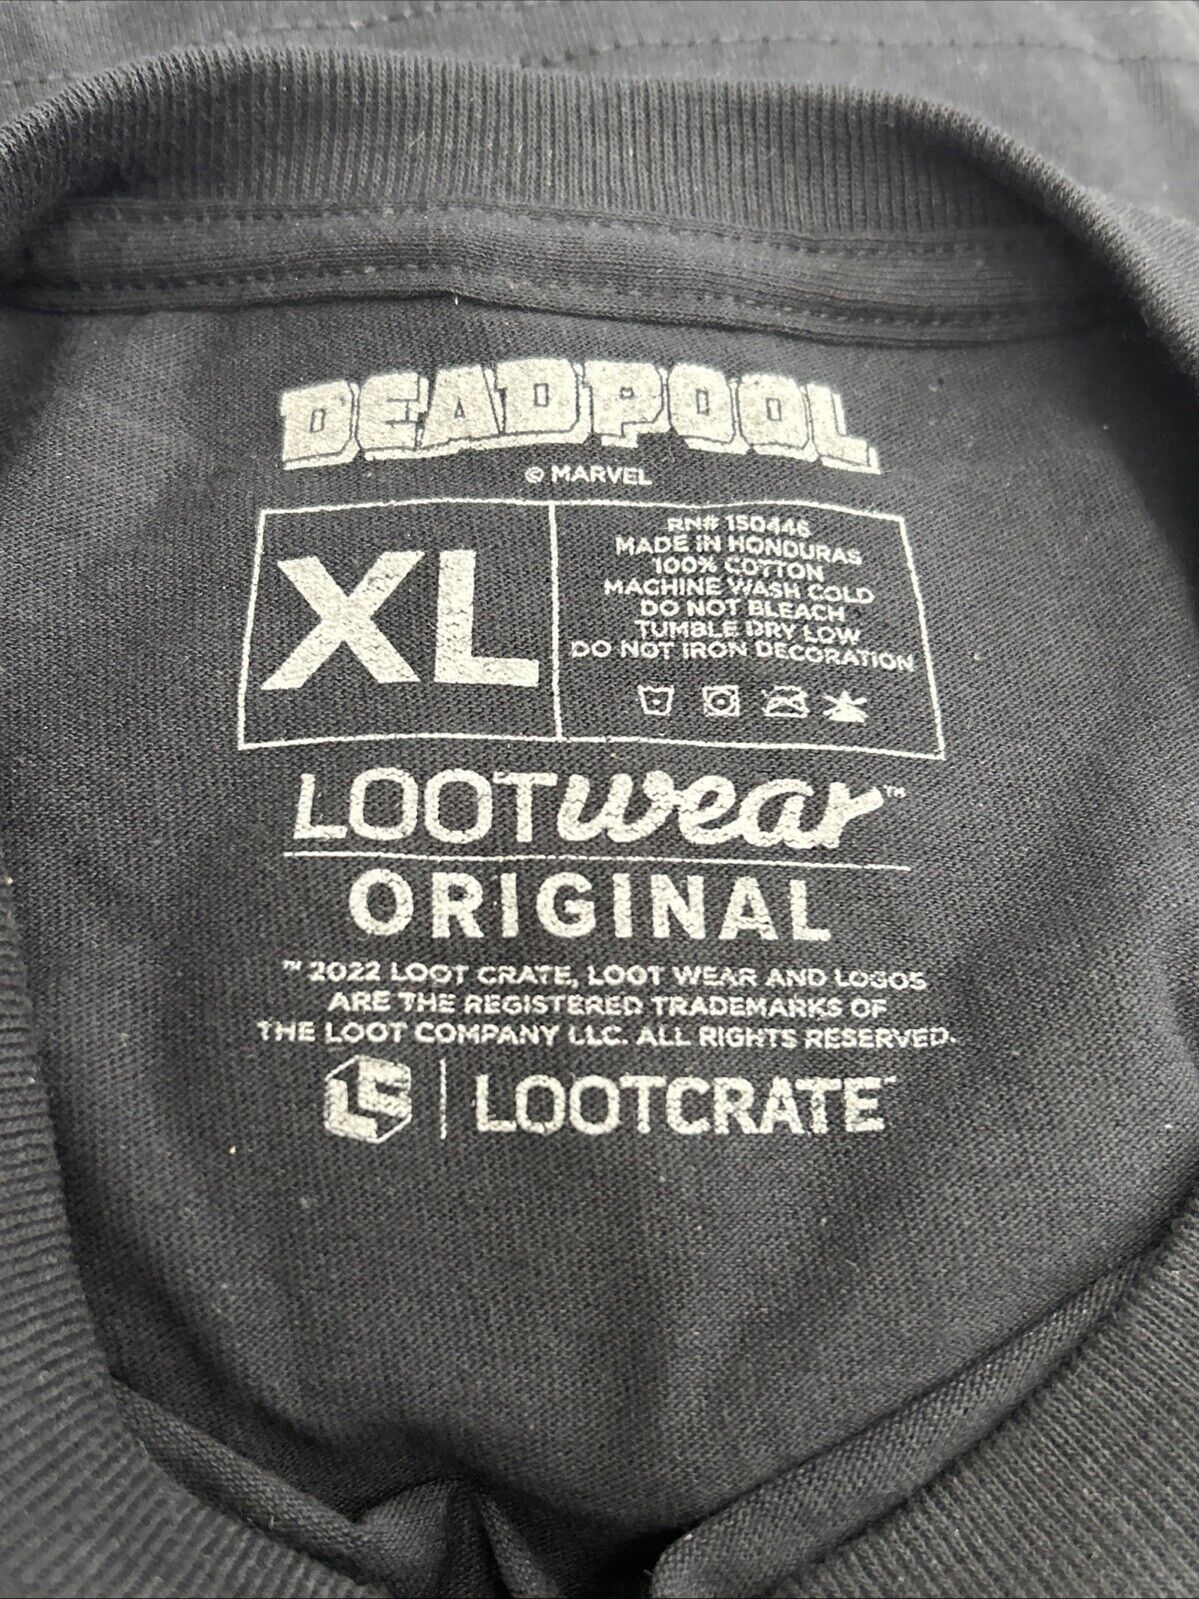 DEADPOOL
© MARVEL
XL
RN# 150446
MADE IN HONDURAS
100% COTTON
MACHINE WASH COLD
DO NOT BLEACH
TUMBLE DRY LOW
DO NOT IRON DECORATION
LOOTwear™
ORIGINAL
™ 2022 LOOT CRATE, LOOT WEAR AND LOGOS
ARE THE REGISTERED TRADEMARKS OF
THE LOOT COMPANY LLC. ALL RIGHTS RESERVED.
LC | LOOTCRATE™